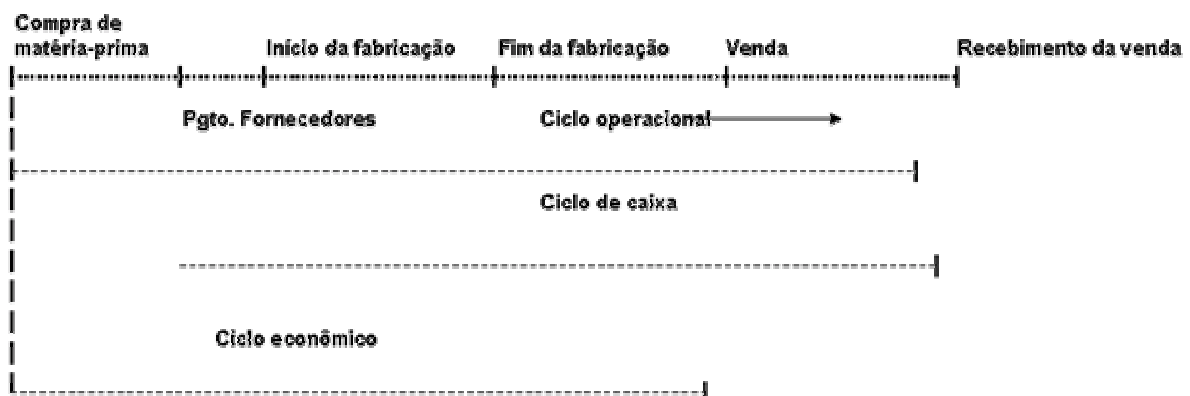 Compra de
matéria-prima
Início da fabricação
Fim da fabricação
Venda
Recebimento da venda
Pgto. Fornecedores
Ciclo operacional
Ciclo de caixa
Ciclo econômico